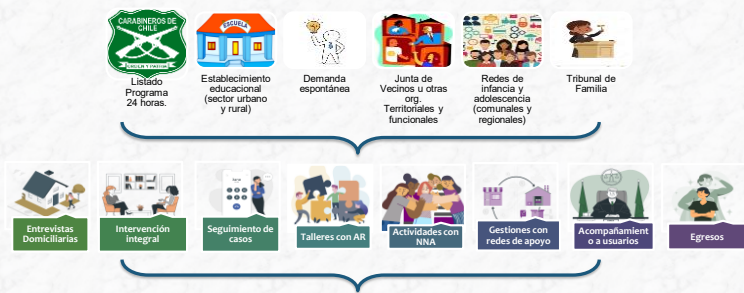 CARABINEROS DE
CHILE
ORDEN Y PATRIA
ESCUELA
Listado
Programa
24 horas.
Establecimiento
educacional
(sector urbano
y rural)
Demanda
espontánea
Junta de
Vecinos u otras
org.
Territoriales y
funcionales
Redes de
infancia y
adolescencia
(comunales y
regionales)
Tribunal de
Familia
Entrevistas
Domiciliarias
Intervención
integral
Seguimiento de
casos
Talleres con AR
Actividades con
NNA
Gestiones con
redes de apoyo
Acompañamient
o a usuarios
Egresos